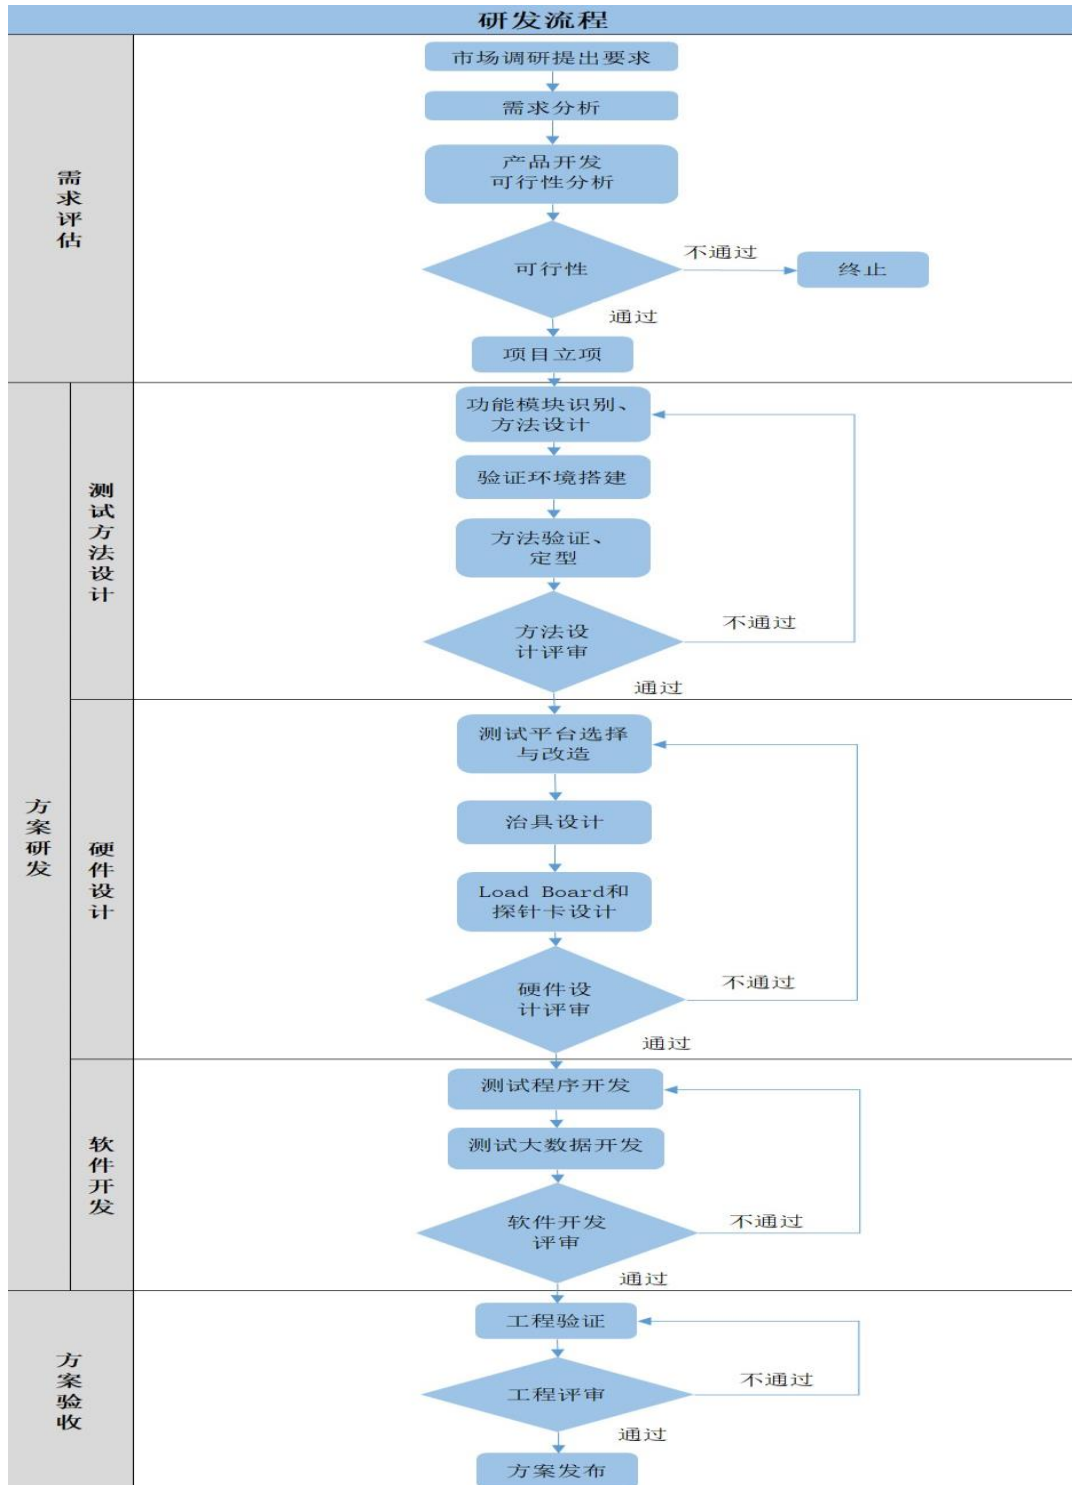 研发流程
需求评估
市场调研提出要求
需求分析
产品开发
可行性分析
可行性
不通过
终止
通过
项目立项
方案研发
测试方法设计
功能模块识别、
方法设计
验证环境搭建
方法验证、
定型
方法设
计评审
不通过
通过
硬件设计
测试平台选择
与改造
治具设计
Load Board和
探针卡设计
硬件设
计评审
不通过
通过
软件开发
测试程序开发
测试大数据开发
软件开发
评审
不通过
通过
方案验收
工程验证
工程评审
不通过
通过
方案发布